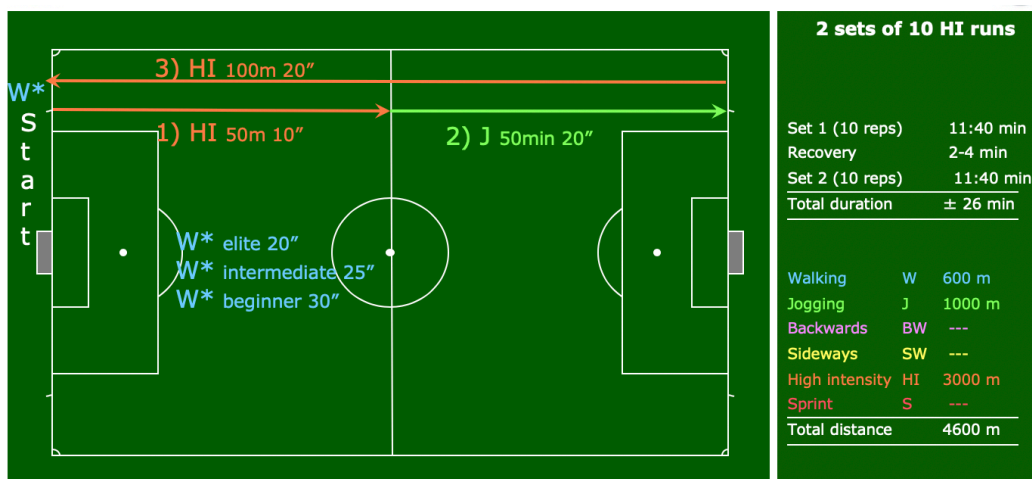 3) HI 100m 20”
W*
Start
1) HI 50m 10”
2) J 50min 20”
W* elite 20”
W* intermediate 25”
W* beginner 30”
2 sets of 10 HI runs
Set 1 (10 reps) 11:40 min
Recovery 2-4 min
Set 2 (10 reps) 11:40 min
Total duration ± 26 min
Walking W 600 m
Jogging J 1000 m
Backwards BW ---
Sideways SW ---
High intensity HI 3000 m
Sprint S ---
Total distance 4600 m